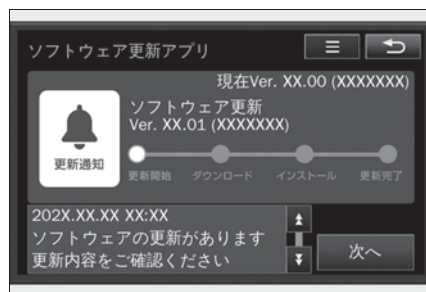 ソフトウェア更新アプリ
現在Ver. XX.00 (XXXXXXX)
ソフトウェア更新
Ver. XX.01 (XXXXXXX)
更新通知
更新開始 ダウンロード インストール 更新完了
202X.XX.XX XX:XX
ソフトウェアの更新があります
更新内容をご確認ください
次へ